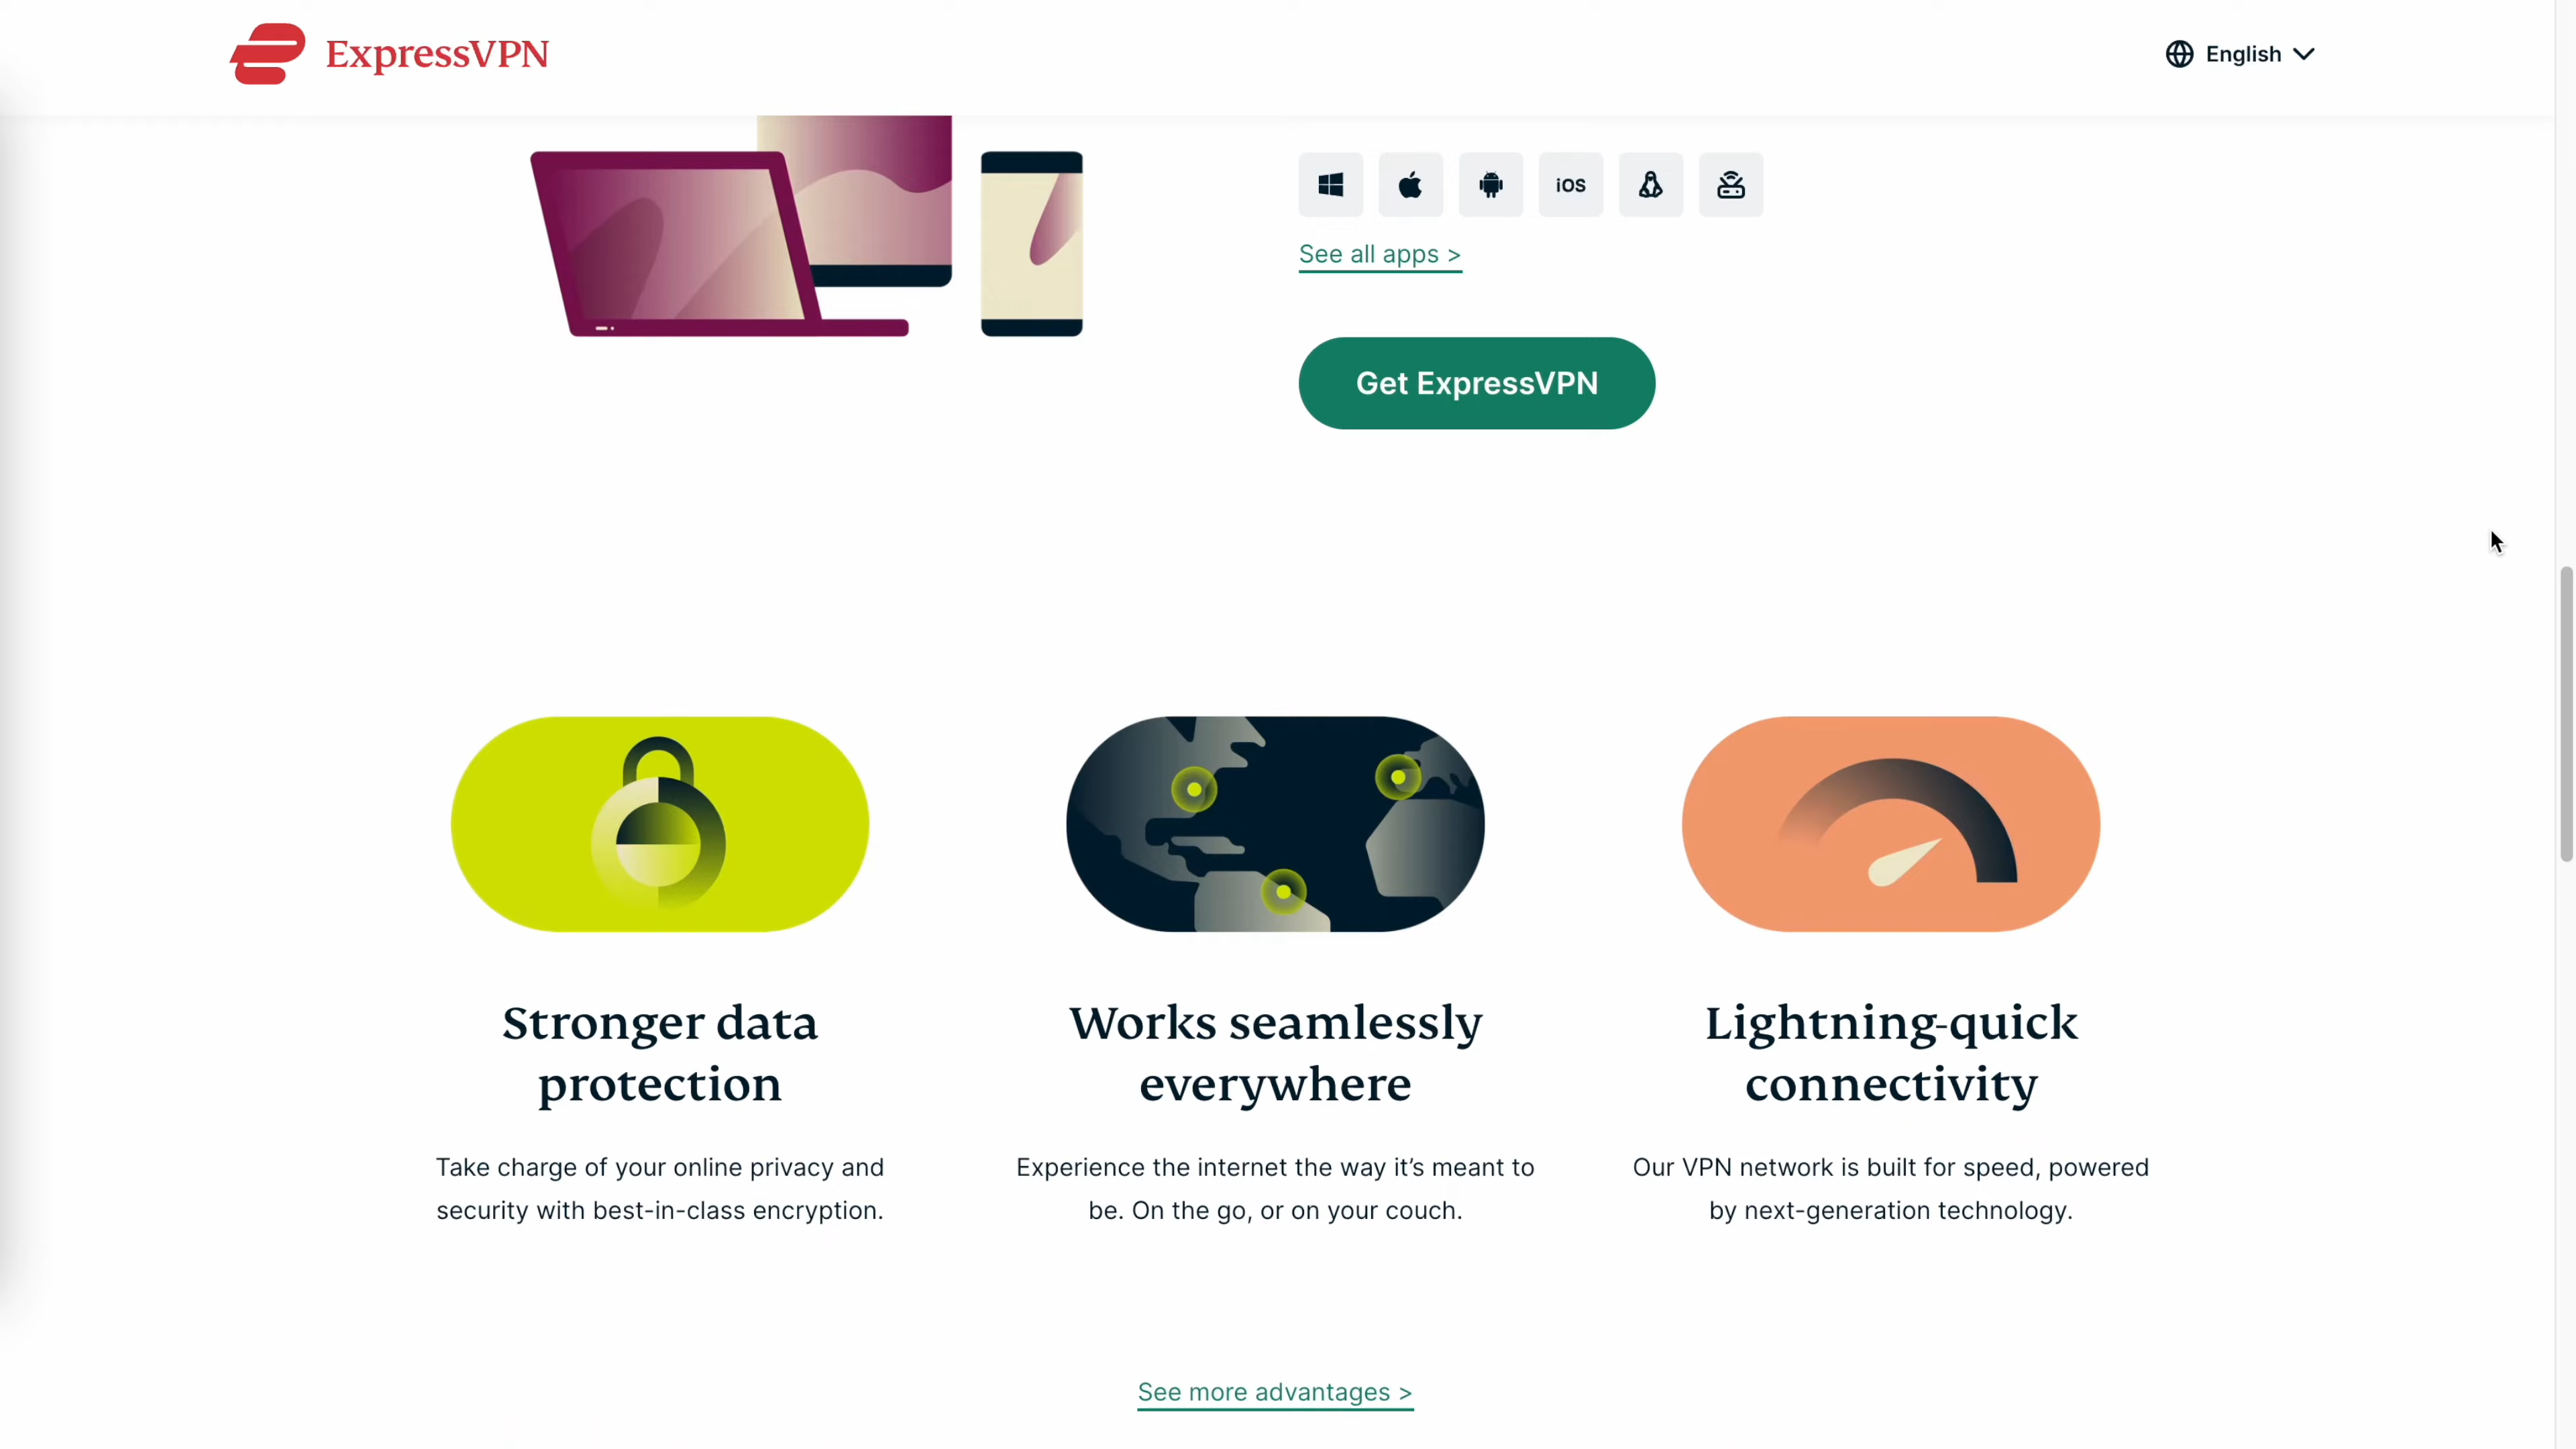 ExpressVPN
English
iOS
See all apps >
Get ExpressVPN
Stronger data
protection
Take charge of your online privacy and
security with best-in-class encryption.
Works seamlessly
everywhere
Experience the internet the way it’s meant to
be. On the go, or on your couch.
Lightning-quick
connectivity
Our VPN network is built for speed, powered
by next-generation technology.
See more advantages >